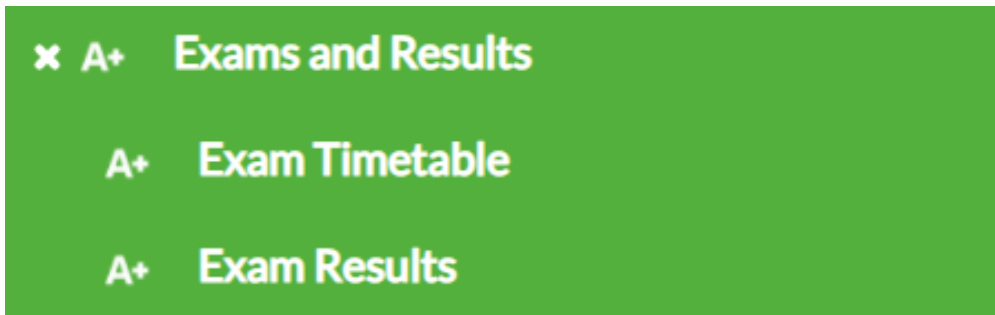 × A+ Exams and Results
A+ Exam Timetable
A+ Exam Results